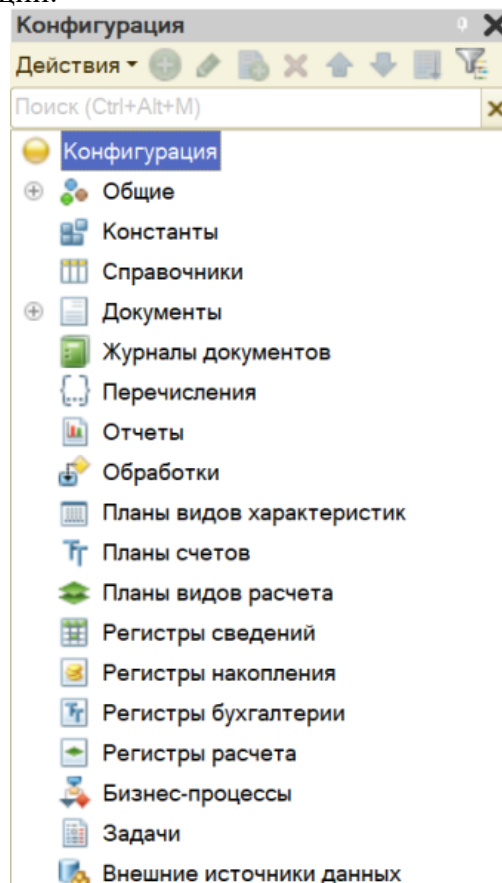 Конфигурация
Действия
Поиск (Ctrl+Alt+M)
Конфигурация
Общие
Константы
Справочники
Документы
Журналы документов
Перечисления
Отчеты
Обработки
Планы видов характеристик
Планы счетов
Планы видов расчета
Регистры сведений
Регистры накопления
Регистры бухгалтерии
Регистры расчета
Бизнес-процессы
Задачи
Внешние источники данных